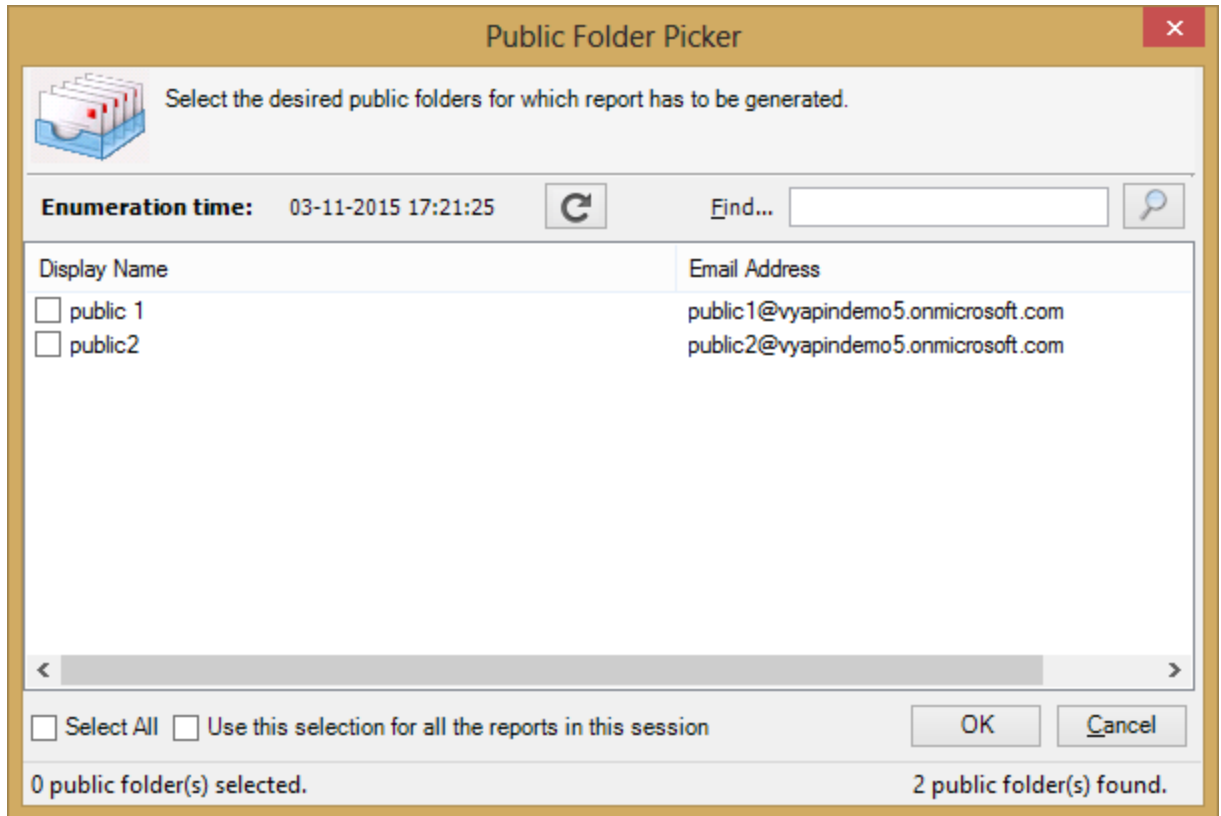 Public Folder Picker
Select the desired public folders for which report has to be generated.
Enumeration time: 03-11-2015 17:21:25 Find...
Display Name Email Address
public 1 public1@vyapindemo5.onmicrosoft.com
public2 public2@vyapindemo5.onmicrosoft.com
Select All Use this selection for all the reports in this session OK Cancel
0 public folder(s) selected. 2 public folder(s) found.